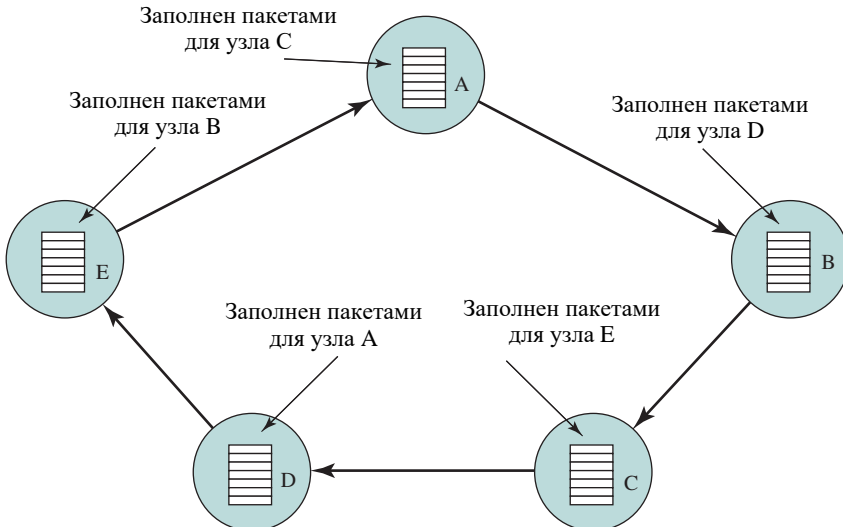 Заполнен пакетами
для узла C
A
Заполнен пакетами
для узла B
Заполнен пакетами
для узла D
E
B
Заполнен пакетами
для узла A
Заполнен пакетами
для узла E
D
C